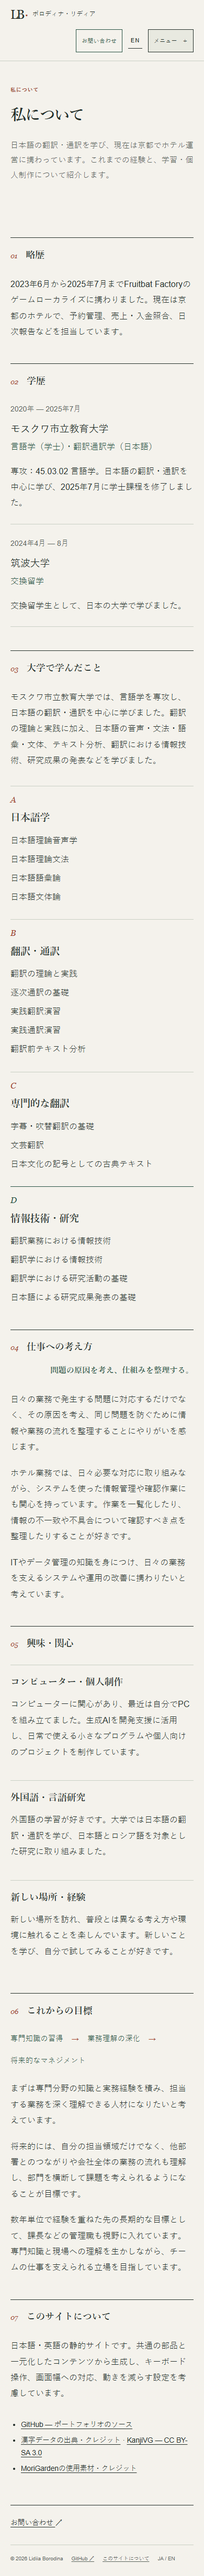 LB. ボロディナ・リディア
お問い合わせ
EN
メニュー +
私について
私について
日本語の翻訳・通訳を学び、現在は京都でホテル運
営に携わっています。これまでの経験と、学習・個
人制作について紹介します。
01 略歴
2023年6月から2025年7月までFruitbat Factoryの
ゲームローカライズに携わりました。現在は京
都のホテルで、予約管理、売上・入金照合、日
次報告などを担当しています。
02 学歴
2020年 — 2025年7月
モスクワ市立教育大学
言語学（学士）・翻訳通訳学（日本語）
専攻：45.03.02 言語学。日本語の翻訳・通訳を
中心に学び、2025年7月に学士課程を修了しまし
た。
2024年4月 — 8月
筑波大学
交換留学
交換留学生として、日本の大学で学びました。
03 大学で学んだこと
モスクワ市立教育大学では、言語学を専攻し、
日本語の翻訳・通訳を中心に学びました。翻訳
の理論と実践に加え、日本語の音声・文法・語
彙・文体、テキスト分析、翻訳における情報技
術、研究成果の発表などを学びました。
A
日本語学
日本語理論音声学
日本語理論文法
日本語語彙論
日本語文体論
B
翻訳・通訳
翻訳の理論と実践
逐次通訳の基礎
実践翻訳演習
実践通訳演習
翻訳前テキスト分析
C
専門的な翻訳
字幕・吹替翻訳の基礎
文芸翻訳
日本文化の記号としての古典テキスト
D
情報技術・研究
翻訳業務における情報技術
翻訳学における情報技術
翻訳学における研究活動の基礎
日本語による研究成果発表の基礎
04 仕事への考え方
問題の原因を考え、仕組みを整理する。
日々の業務で発生する問題に対応するだけでな
く、その原因を考え、同じ問題を防ぐために情
報や業務の流れを整理することにやりがいを感
じます。
ホテル業務では、日々必要な対応に取り組みな
がら、システムを使った情報管理や確認作業に
も関心を持っています。作業を一覧化したり、
情報の不一致や不具合について確認すべき点を
整理したりすることが好きです。
ITやデータ管理の知識を身につけ、日々の業務
を支えるシステムや運用の改善に携わりたいと
考えています。
05 興味・関心
コンピューター・個人制作
コンピューターに関心があり、最近は自分でPC
を組み立てました。生成AIを開発支援に活用
し、日常で使える小さなプログラムや個人向け
のプロジェクトを制作しています。
外国語・言語研究
外国語の学習が好きです。大学では日本語の翻
訳・通訳を学び、日本語とロシア語を対象とし
た研究に取り組みました。
新しい場所・経験
新しい場所を訪れ、普段とは異なる考え方や環
境に触れることを楽しんでいます。新しいこと
を学び、自分で試してみることが好きです。
06 これからの目標
専門知識の習得 → 業務理解の深化 →
将来的なマネジメント
まずは専門分野の知識と実務経験を積み、担当
する業務を深く理解できる人材になりたいと考
えています。
将来的には、自分の担当領域だけでなく、他部
署とのつながりや会社全体の業務の流れも理解
し、部門を横断して課題を考えられるようにな
ることが目標です。
数年単位で経験を重ねた先の長期的な目標とし
て、課長などの管理職も視野に入れています。
専門知識と現場への理解を生かしながら、チー
ムの仕事を支えられる立場を目指しています。
07 このサイトについて
日本語・英語の静的サイトです。共通の部品と
一元化したコンテンツから生成し、キーボード
操作、画面幅への対応、動きを減らす設定を考
慮しています。
GitHub — ポートフォリオのソース
漢字データの出典・クレジット · KanjiVG — CC BY-
SA 3.0
MoriGardenの使用素材・クレジット
お問い合わせ ↗
© 2026 Lidiia Borodina GitHub ↗ このサイトについて JA / EN